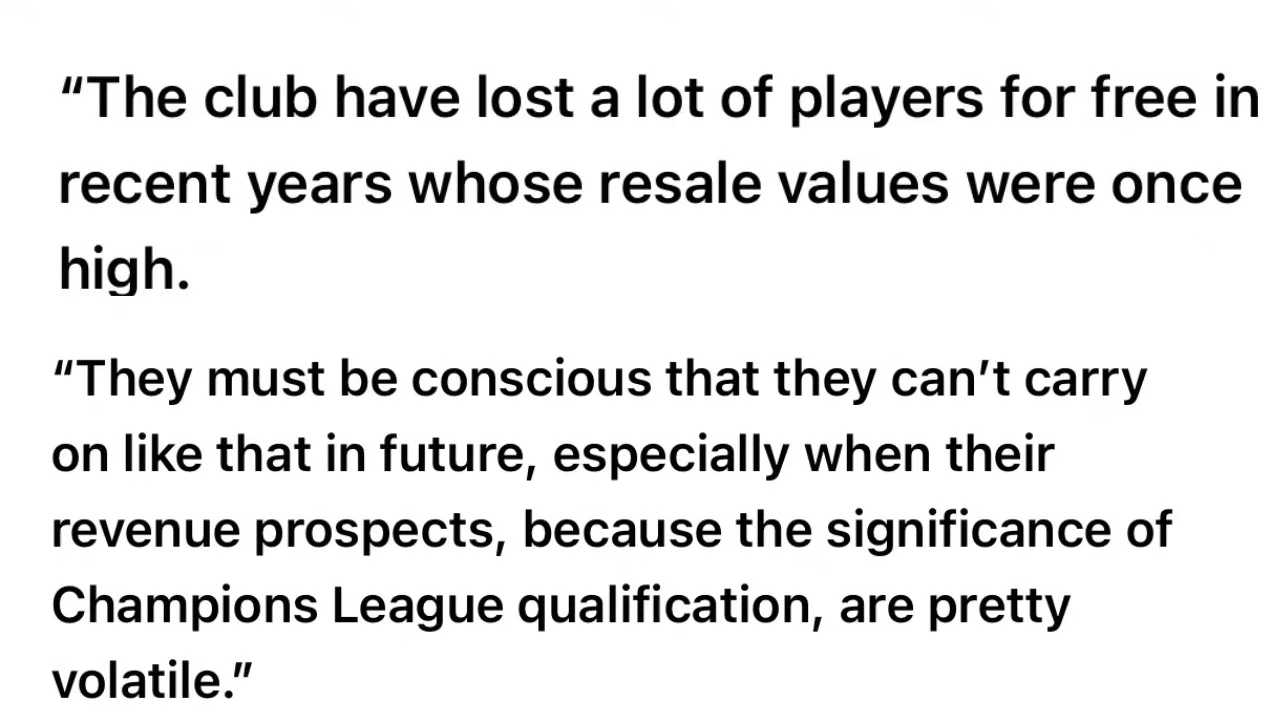 “The club have lost a lot of players for free in
recent years whose resale values were once
high.
“They must be conscious that they can’t carry
on like that in future, especially when their
revenue prospects, because the significance of
Champions League qualification, are pretty
volatile.”